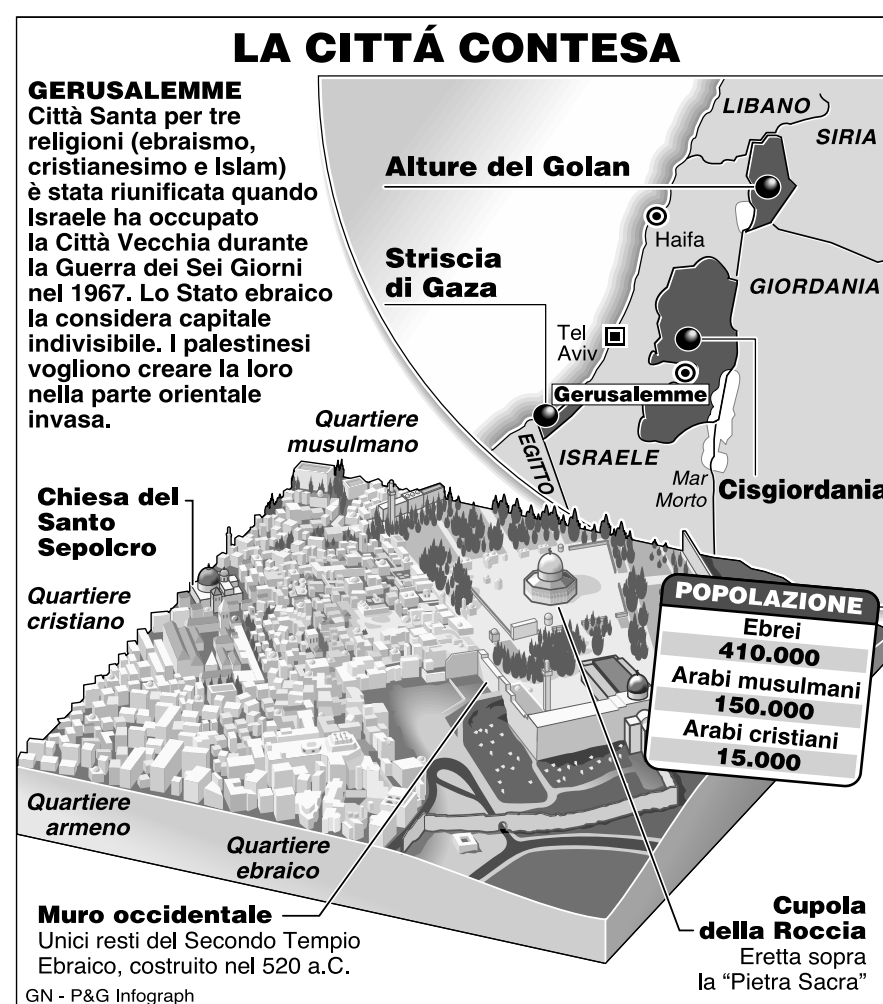 LA CITTÁ CONTESA
GERUSALEMME
Città Santa per tre
religioni (ebraismo,
cristianesimo e Islam)
è stata riunificata quando
Israele ha occupato
la Città Vecchia durante
la Guerra dei Sei Giorni
nel 1967. Lo Stato ebraico
la considera capitale
indivisibile. I palestinesi
vogliono creare la loro
nella parte orientale
invasa.
LIBANO
SIRIA
Alture del Golan
Haifa
Striscia
di Gaza
GIORDANIA
Tel
Aviv
Gerusalemme
EGITTO
ISRAELE
Mar
Morto
Cisgiordania
Quartiere
musulmano
Chiesa del
Santo
Sepolcro
Quartiere
cristiano
POPOLAZIONE
Ebrei
410.000
Arabi musulmani
150.000
Arabi cristiani
15.000
Quartiere
armeno
Quartiere
ebraico
Muro occidentale
Unici resti del Secondo Tempio
Ebraico, costruito nel 520 a.C.
Cupola
della Roccia
Eretta sopra
la “Pietra Sacra”
GN - P&G Infograph